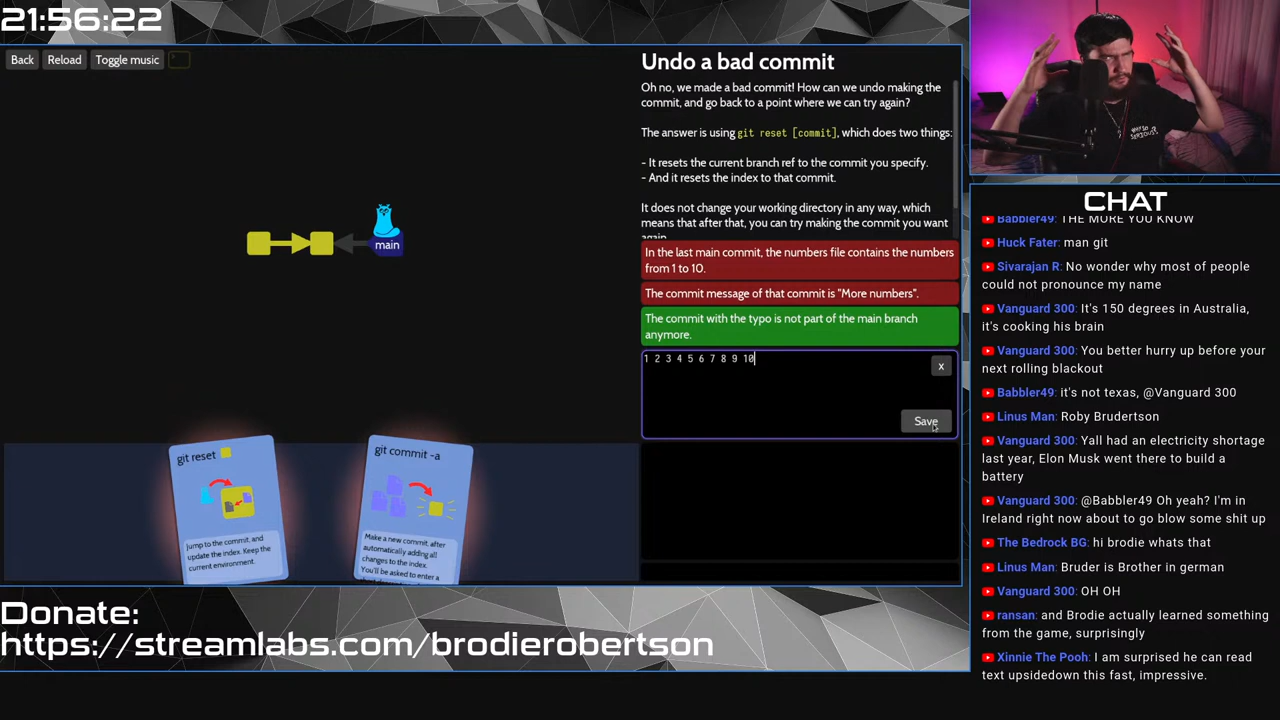 21:56:22
Back
Reload
Toggle music
main
git reset
Jump to the commit, and
update the index. Keep the
current environment.
git commit -a
Make a new commit, after
automatically adding all
changes to the index.
You'll be asked to enter a
Undo a bad commit
Oh no, we made a bad commit! How can we undo making the
commit, and go back to a point where we can try again?
The answer is using git reset [commit], which does two things:
- It resets the current branch ref to the commit you specify.
- And it resets the index to that commit.
It does not change your working directory in any way, which
means that after that, you can try making the commit you want
again.
In the last main commit, the numbers file contains the numbers
from 1 to 10.
The commit message of that commit is "More numbers".
The commit with the typo is not part of the main branch
anymore.
1 2 3 4 5 6 7 8 9 10
x
Save
CHAT
Babbler49: THE MORE YOU KNOW
Huck Fater: man git
Sivarajan R: No wonder why most of people
could not pronounce my name
Vanguard 300: It's 150 degrees in Australia,
it's cooking his brain
Vanguard 300: You better hurry up before your
next rolling blackout
Babbler49: it's not texas, @Vanguard 300
Linus Man: Roby Brudertson
Vanguard 300: Yall had an electricity shortage
last year, Elon Musk went there to build a
battery
Vanguard 300: @Babbler49 Oh yeah? I'm in
Ireland right now about to go blow some shit up
The Bedrock BG: hi brodie whats that
Linus Man: Bruder is Brother in german
Vanguard 300: OH OH
ransan: and Brodie actually learned something
from the game, surprisingly
Xinnie The Pooh: I am surprised he can read
text upsidedown this fast, impressive.
Donate:
https://streamlabs.com/brodierobertson